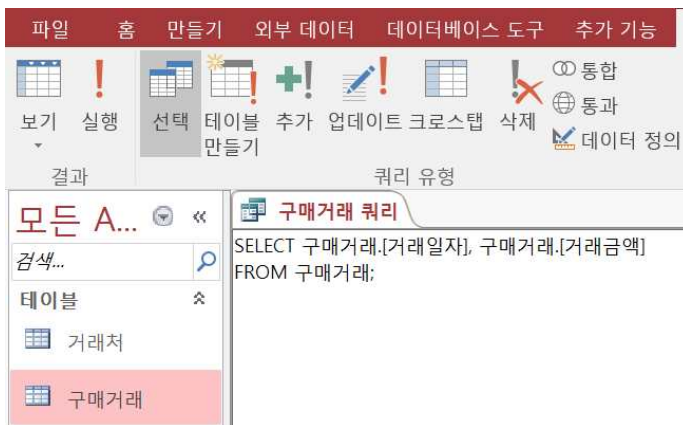 파일 홈 만들기 외부 데이터 데이터베이스 도구 추가 기능
보기 실행 선택 테이블 만들기 추가 업데이트 크로스탭 삭제
통합
통과
데이터 정의
결과 쿼리 유형
모든 A...
구매거래 쿼리
검색...
SELECT 구매거래.[거래일자], 구매거래.[거래금액]
FROM 구매거래;
테이블
거래처
구매거래